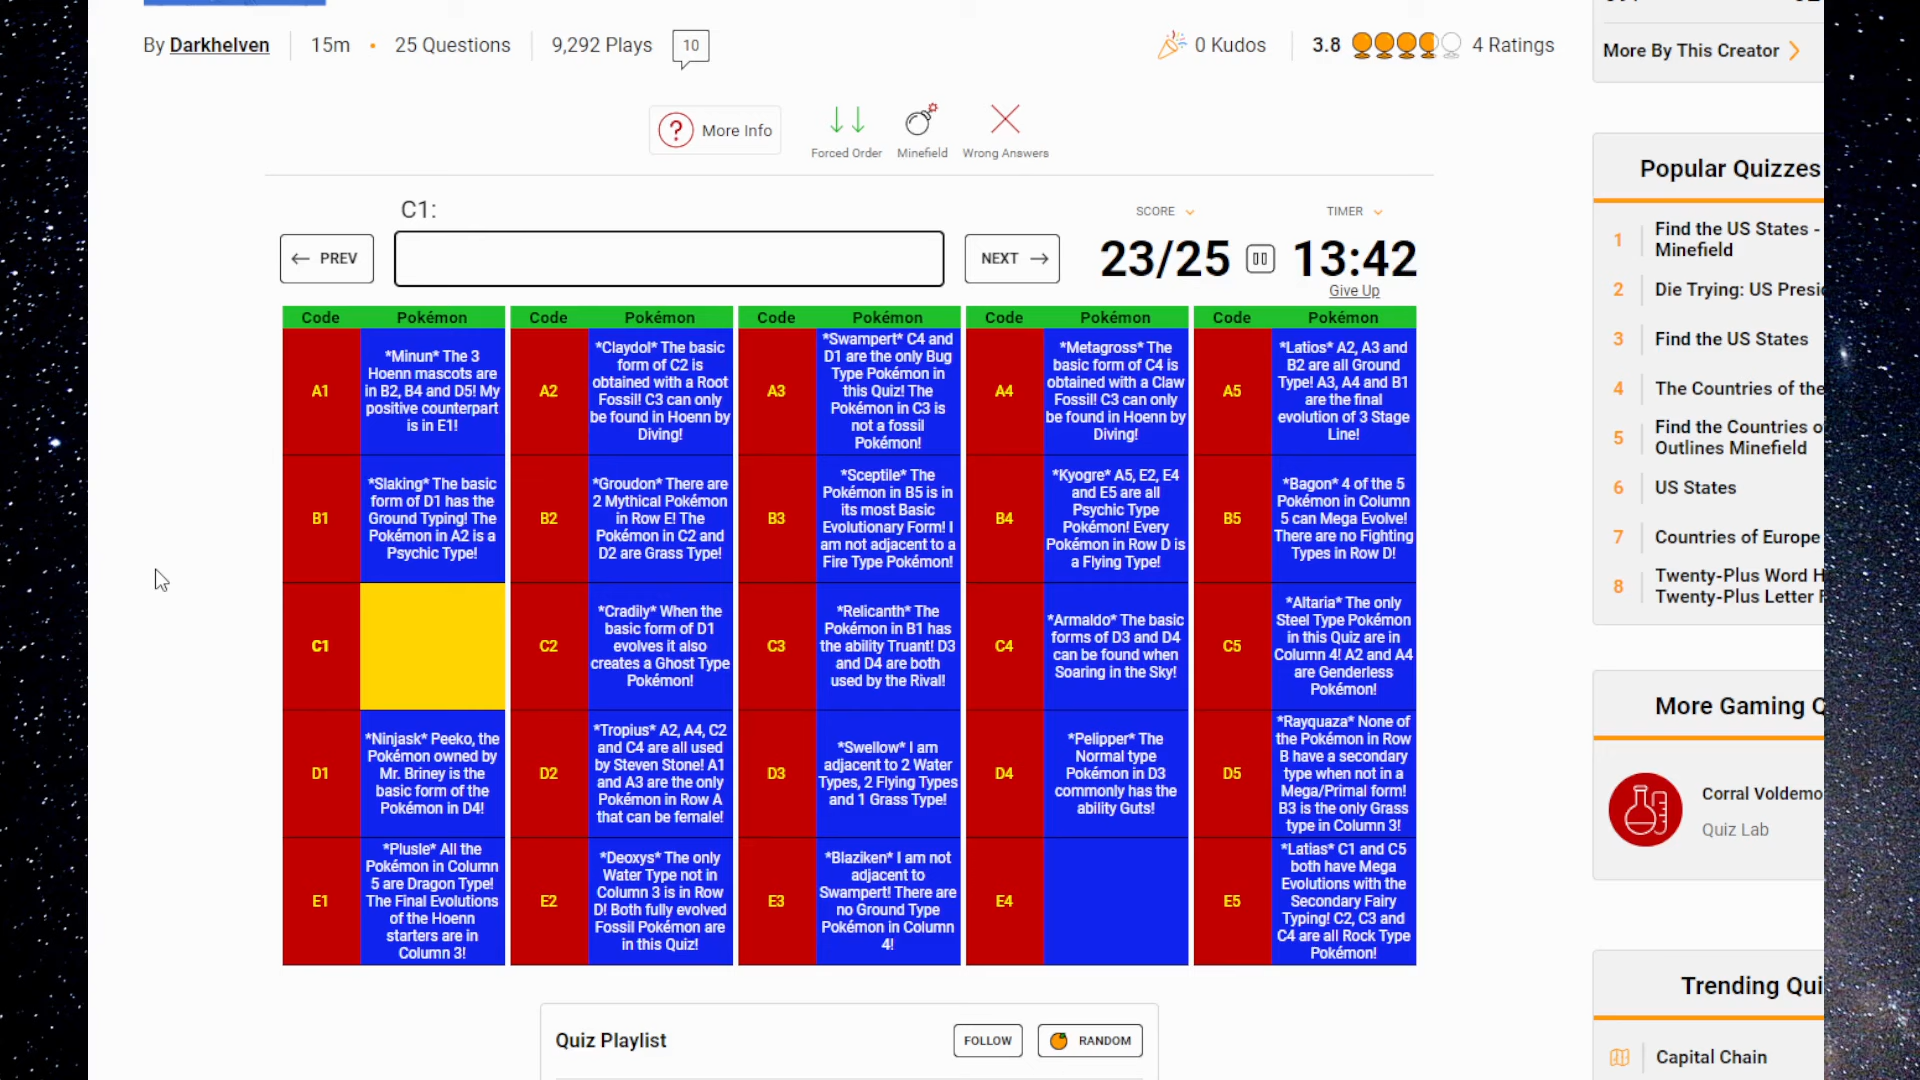 By Darkhelven
15m • 25 Questions
9,292 Plays
10
0 Kudos
3.8
4 Ratings
More By This Creator
More Info
Forced Order
Minefield
Wrong Answers
C1:
PREV
NEXT
SCORE
23/25
TIMER
13:42
Give Up
Code Pokémon Code Pokémon Code Pokémon Code Pokémon Code Pokémon
A1
*Minun* The 3
Hoenn mascots are
in B2, B4 and D5! My
positive counterpart
is in E1!
A2
*Claydol* The basic
form of C2 is
obtained with a Root
Fossil! C3 can only
be found in Hoenn by
Diving!
A3
*Swampert* C4 and
D1 are the only Bug
Type Pokémon in
this Quiz! The
Pokémon in C3 is
not a fossil
Pokémon!
A4
*Metagross* The
basic form of C4 is
obtained with a Claw
Fossil! C3 can only
be found in Hoenn by
Diving!
A5
*Latios* A2, A3 and
B2 are all Ground
Type! A3, A4 and B1
are the final
evolution of 3 Stage
Line!
B1
*Slaking* The basic
form of D1 has the
Ground Typing! The
Pokémon in A2 is a
Psychic Type!
B2
*Groudon* There are
2 Mythical Pokémon
in Row E! The
Pokémon in C2 and
D2 are Grass Type!
B3
*Sceptile* The
Pokémon in B5 is in
its most Basic
Evolutionary Form! I
am not adjacent to a
Fire Type Pokémon!
B4
*Kyogre* A5, E2, E4
and E5 are all
Psychic Type
Pokémon! Every
Pokémon in Row D is
a Flying Type!
B5
*Bagon* 4 of the 5
Pokémon in Column
5 can Mega Evolve!
There are no Fighting
Types in Row D!
C1
C2
*Cradily* When the
basic form of D1
evolves it also
creates a Ghost Type
Pokémon!
C3
*Relicanth* The
Pokémon in B1 has
the ability Truant! D3
and D4 are both
used by the Rival!
C4
*Armaldo* The basic
forms of D3 and D4
can be found when
Soaring in the Sky!
C5
*Altaria* The only
Steel Type Pokémon
in this Quiz are in
Column 4! A2 and A4
are Genderless
Pokémon!
D1
*Ninjask* Peeko, the
Pokémon owned by
Mr. Briney is the
basic form of the
Pokémon in D4!
D2
*Tropius* A2, A4, C2
and C4 are all used
by Steven Stone! A1
and A3 are the only
Pokémon in Row A
that can be female!
D3
*Swellow* I am
adjacent to 2 Water
Types, 2 Flying Types
and 1 Grass Type!
D4
*Pelipper* The
Normal type
Pokémon in D3
commonly has the
ability Guts!
D5
*Rayquaza* None of
the Pokémon in Row
B have a secondary
type when not in a
Mega/Primal form!
B3 is the only Grass
type in Column 3!
E1
*Plusle* All the
Pokémon in Column
5 are Dragon Type!
The Final Evolutions
of the Hoenn
starters are in
Column 3!
E2
*Deoxys* The only
Water Type not in
Column 3 is in Row
D! Both fully evolved
Fossil Pokémon are
in this Quiz!
E3
*Blaziken* I am not
adjacent to
Swampert! There are
no Ground Type
Pokémon in Column
4!
E4
E5
*Latias* C1 and C5
both have Mega
Evolutions with the
Secondary Fairy
Typing! C2, C3 and
C4 are all Rock Type
Pokémon!
Quiz Playlist
FOLLOW
RANDOM
Popular Quizzes
1 Find the US States -
Minefield
2 Die Trying: US Presi
3 Find the US States
4 The Countries of the
5 Find the Countries o
Outlines Minefield
6 US States
7 Countries of Europe
8 Twenty-Plus Word
Twenty-Plus Letter
More Gaming Q
Corral Voldemo
Quiz Lab
Trending Qui
Capital Chain